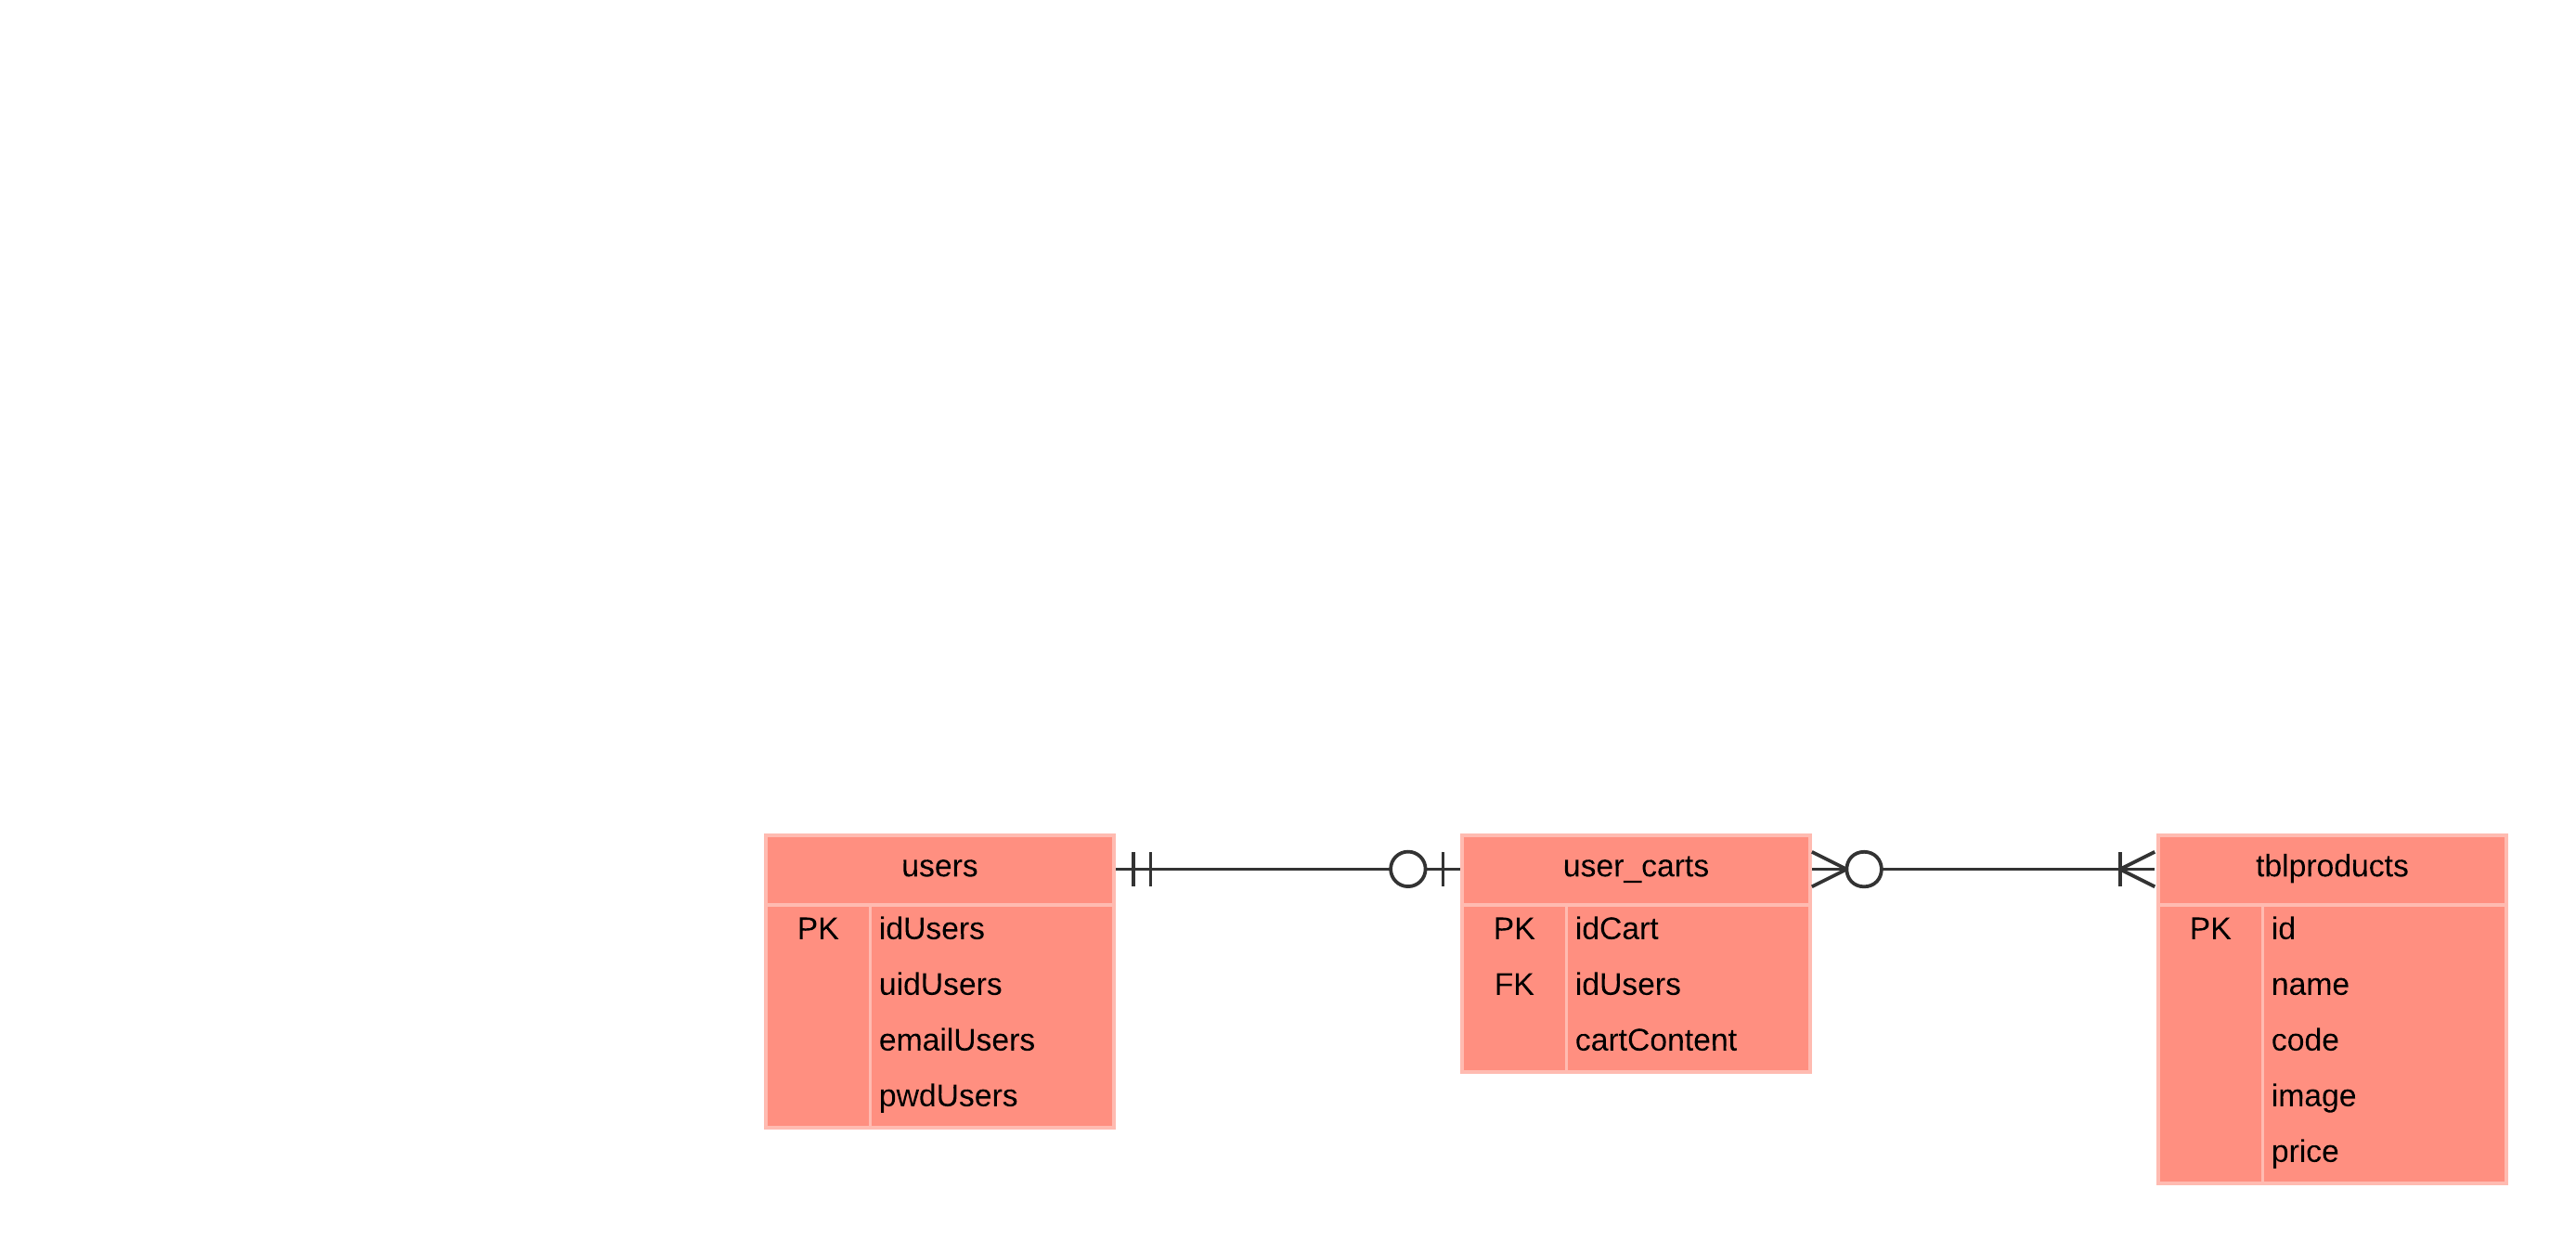 users
PK idUsers
uidUsers
emailUsers
pwdUsers
user_carts
PK idCart
FK idUsers
cartContent
tblproducts
PK id
name
code
image
price